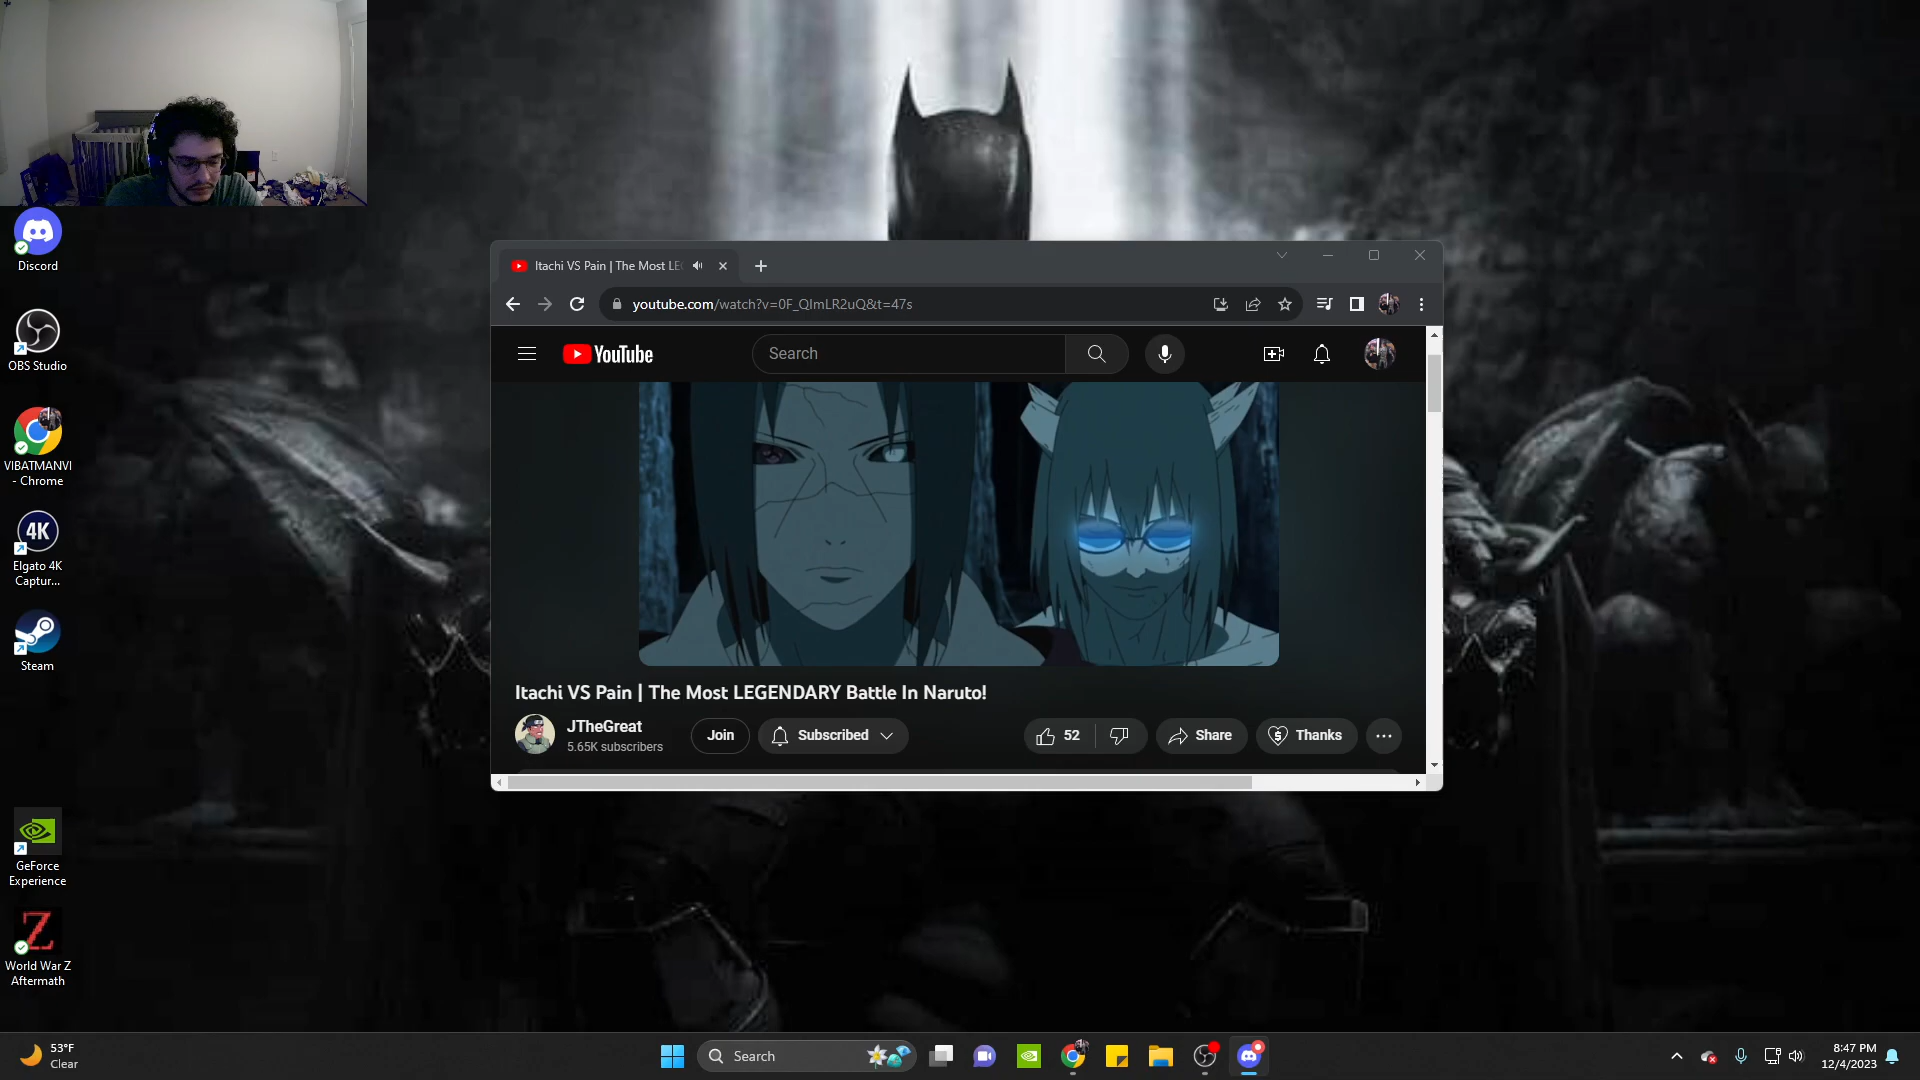 Discord
OBS Studio
VIBATMANVI
- Chrome
4K
Elgato 4K
Captur...
Steam
GeForce
Experience
Z
World War Z
Aftermath
Itachi VS Pain | The Most LE
youtube.com/watch?v=0F_QImLR2uQ&t=47s
YouTube
Search
Itachi VS Pain | The Most LEGENDARY Battle In Naruto!
JTheGreat
5.65K subscribers
Join
Subscribed
52
Share
Thanks
53°F
Clear
Search
8:47 PM
12/4/2023